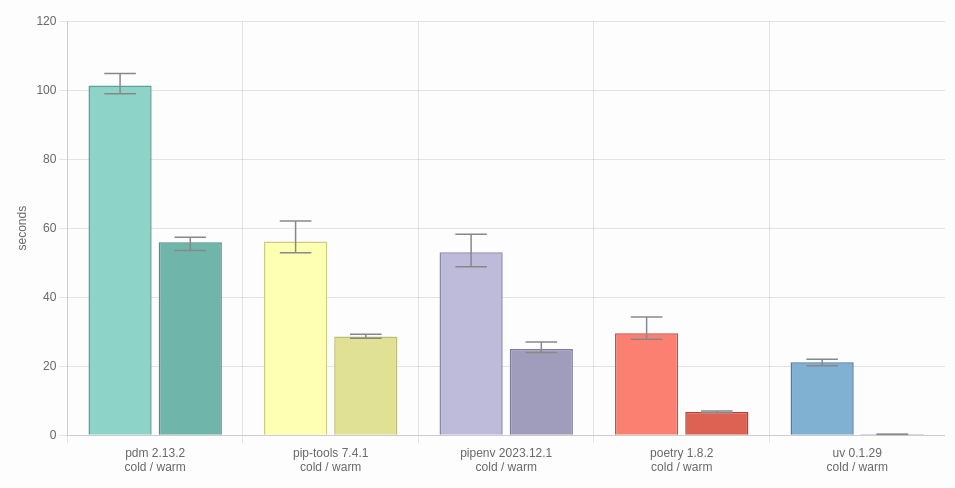 120
100
80
60
40
20
0
seconds
pdm 2.13.2
cold / warm
pip-tools 7.4.1
cold / warm
pipenv 2023.12.1
cold / warm
poetry 1.8.2
cold / warm
uv 0.1.29
cold / warm